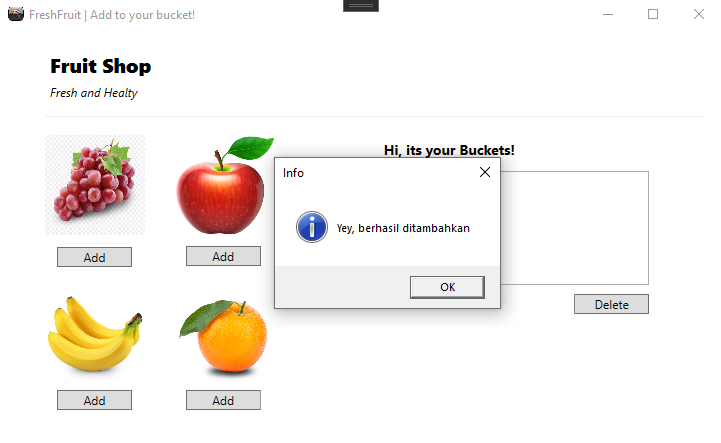 FreshFruit | Add to your bucket!
Fruit Shop
Fresh and Healty
Hi, its your Buckets!
Info
Yey, berhasil ditambahkan
OK
Add
Add
Delete
Add
Add